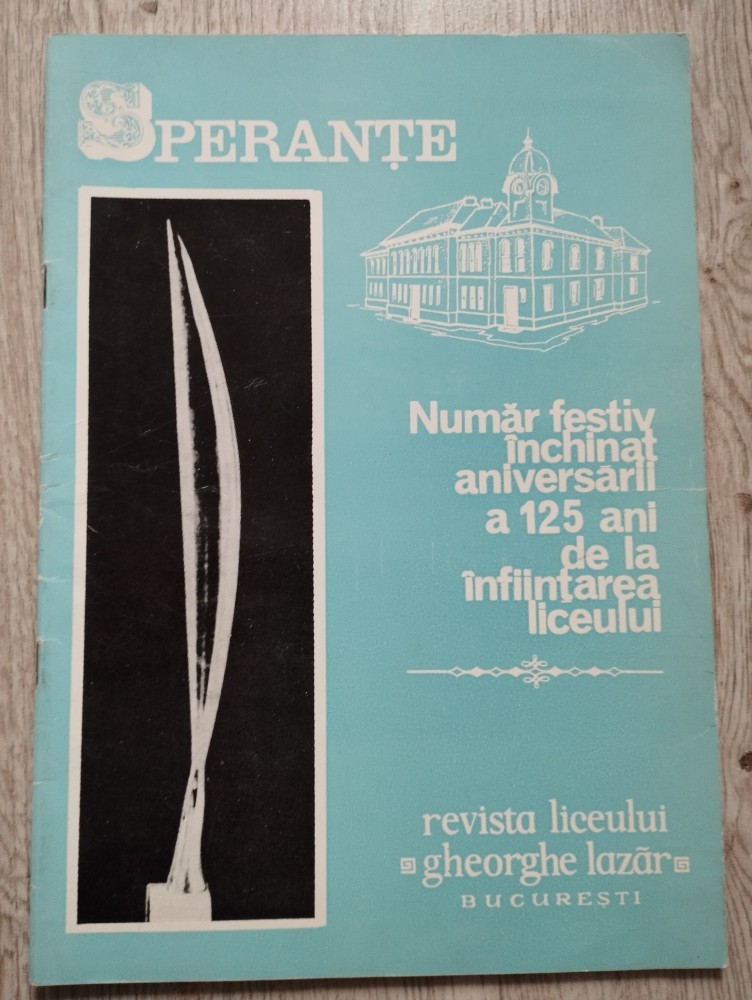 SPERANȚE
Număr festiv
închinat
aniversării
a 125 ani
de la
înființarea
liceului
revista liceului
gheorghe lazăr
BUCUREȘTI